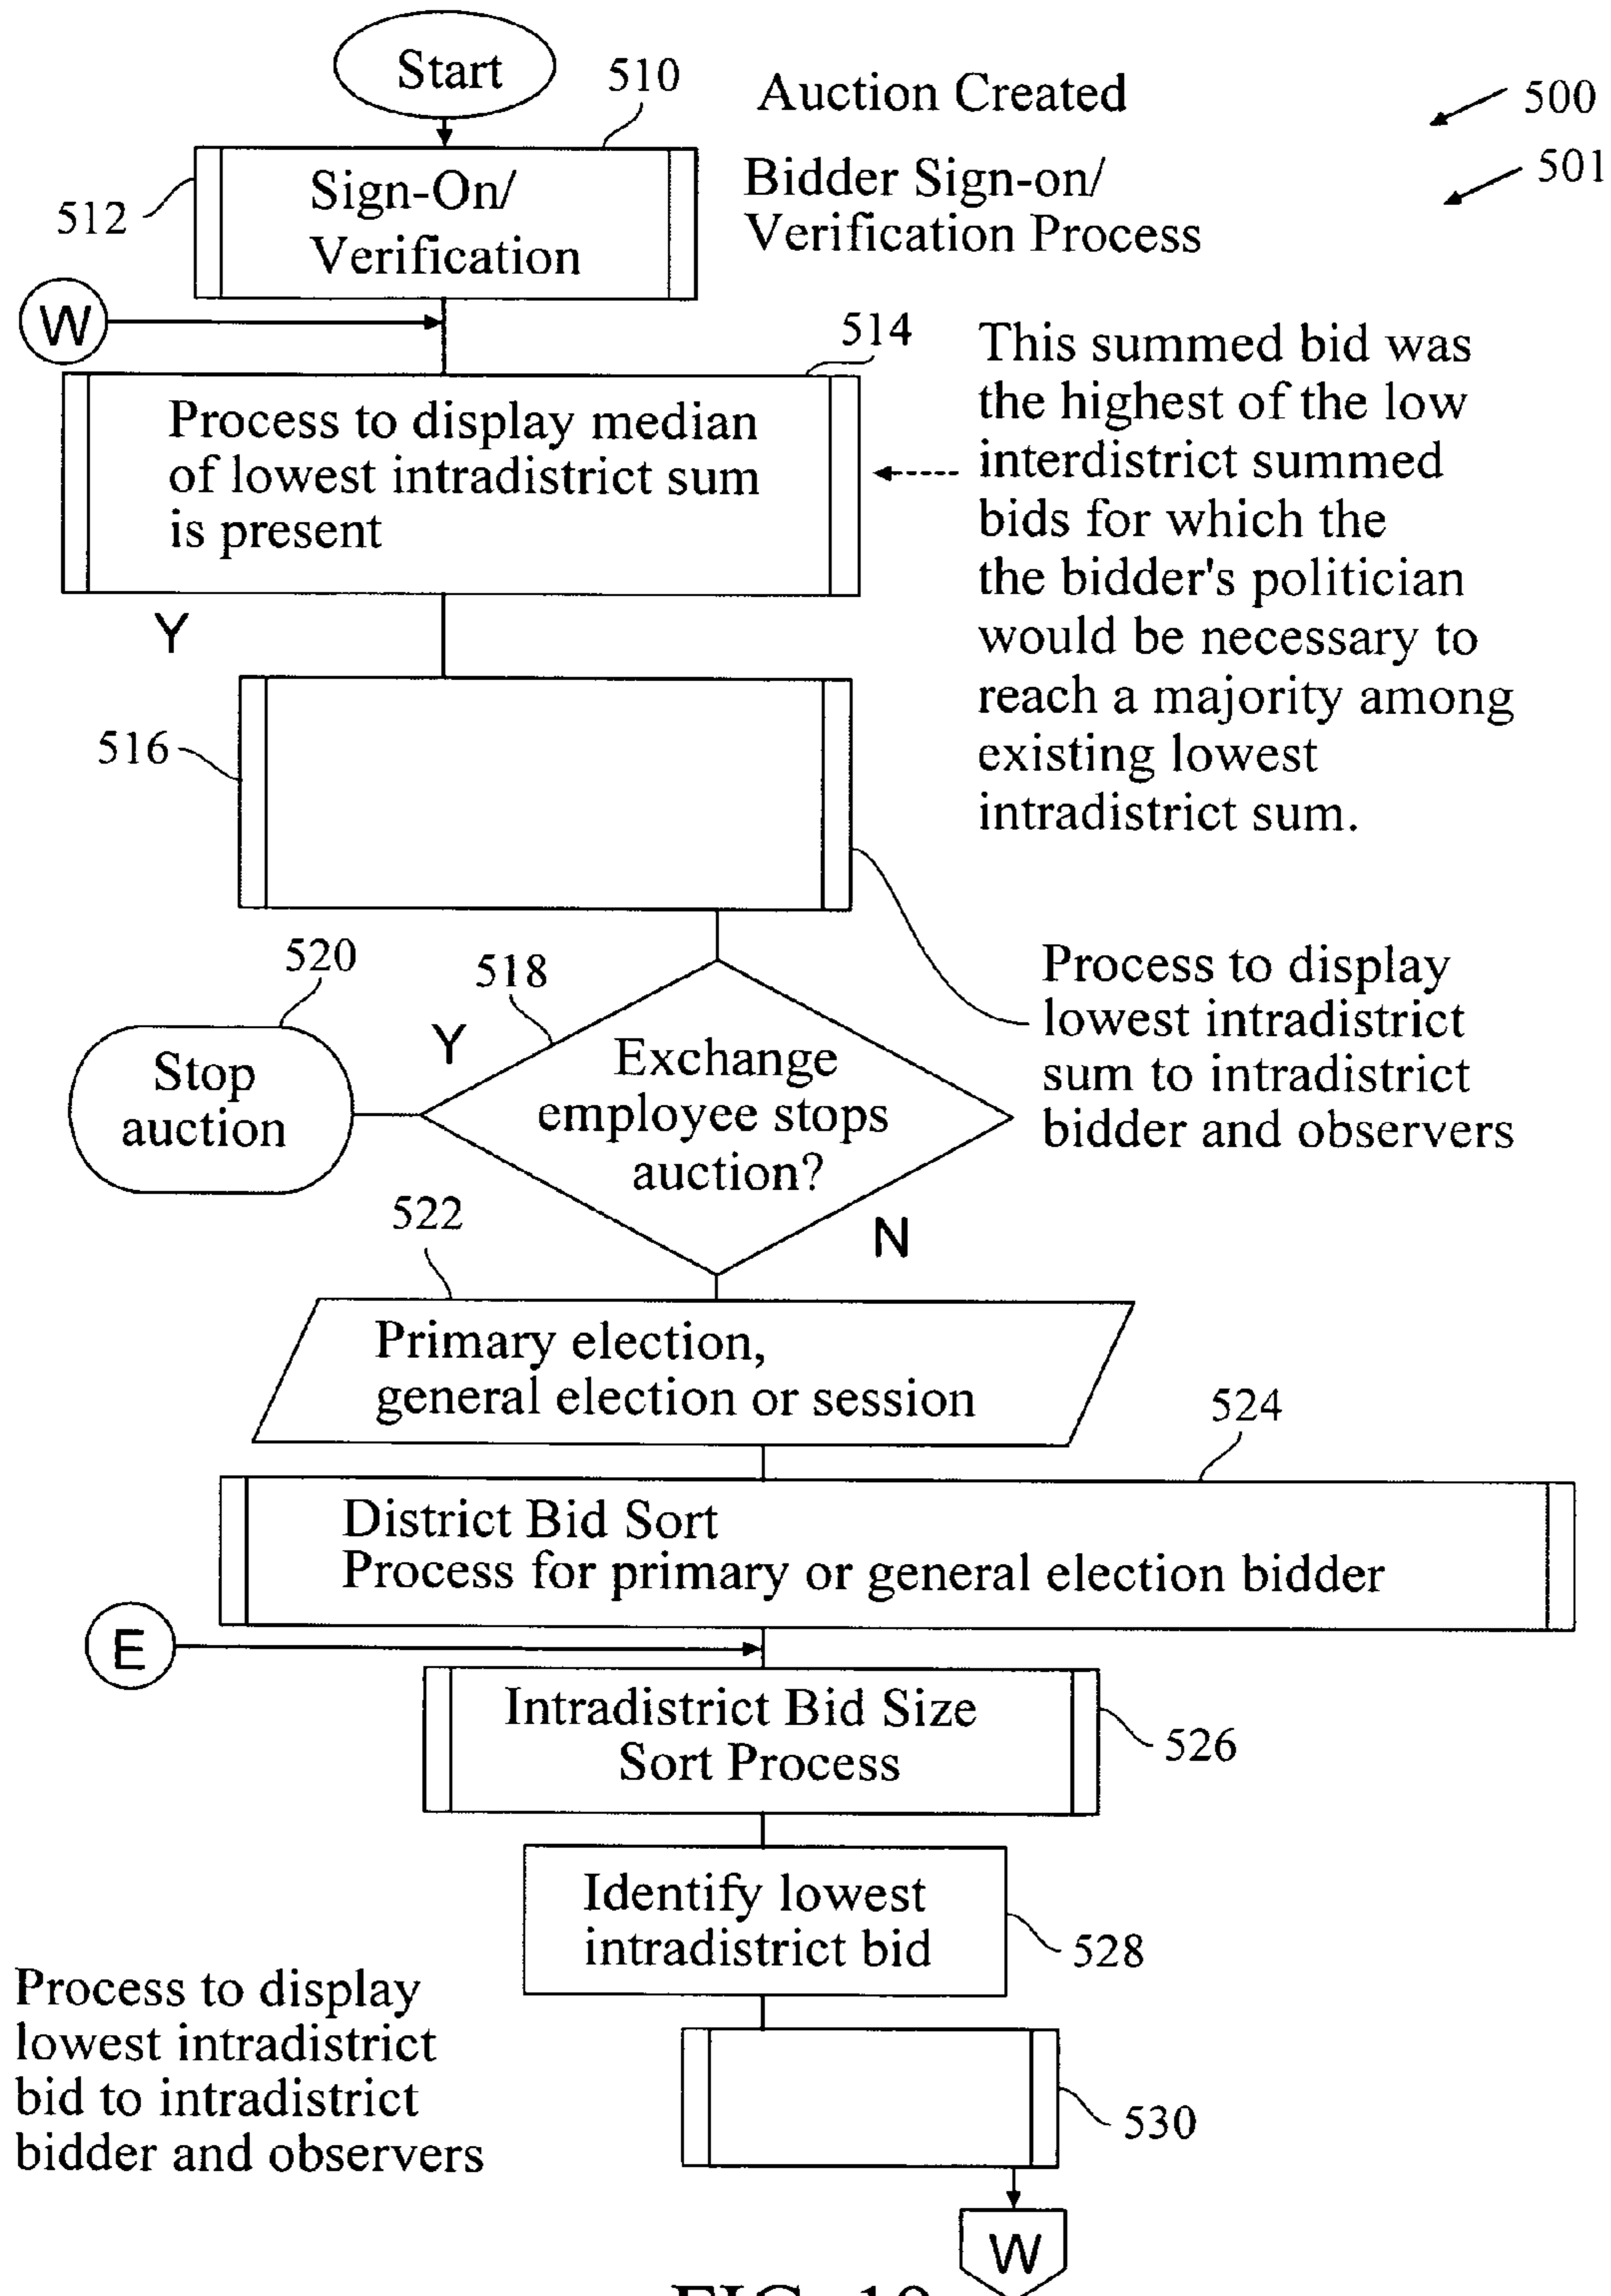 Start
510
Auction Created
500
501
512
Sign-On/
Verification
Bidder Sign-on/
Verification Process
W
514
Process to display median
of lowest intradistrict sum
is present
This summed bid was
the highest of the low
interdistrict summed
bids for which the
the bidder's politician
would be necessary to
reach a majority among
existing lowest
intradistrict sum.
Y
516
Process to display
lowest intradistrict
sum to intradistrict
bidder and observers
520
518
Y
Stop
auction
Exchange
employee stops
auction?
N
522
Primary election,
general election or session
524
District Bid Sort
Process for primary or general election bidder
E
Intradistrict Bid Size
Sort Process
526
Identify lowest
intradistrict bid
528
Process to display
lowest intradistrict
bid to intradistrict
bidder and observers
530
W